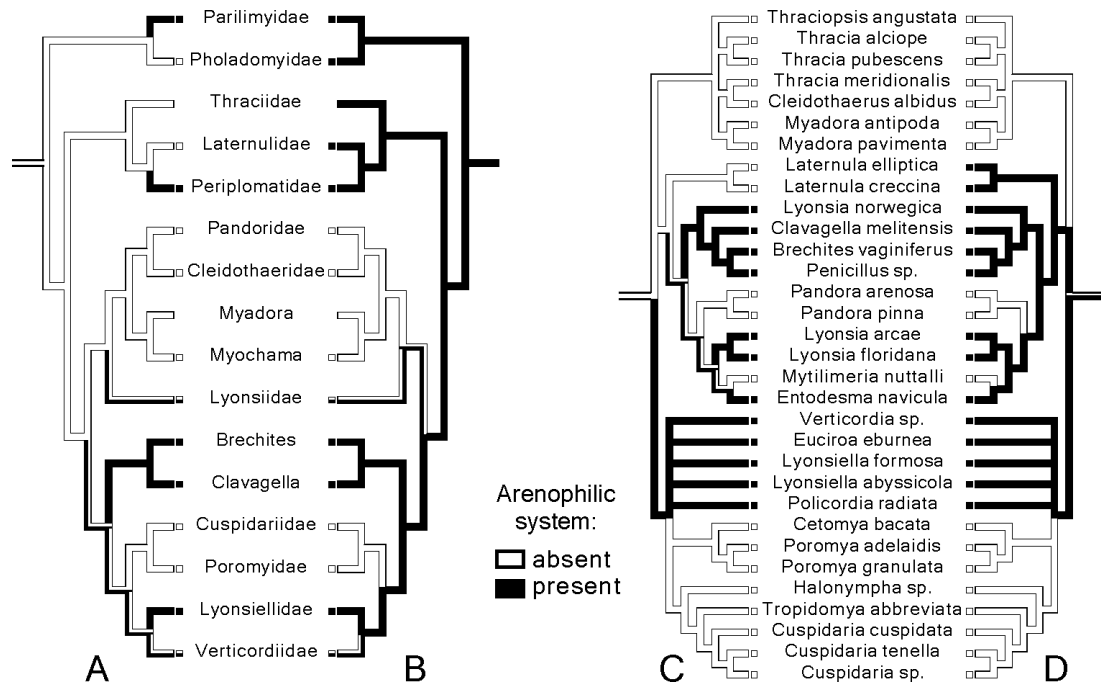 Parilimyidae
Pholadomyidae
Thraciidae
Laternulidae
Periplomatidae
Pandoridae
Cleidothaeridae
Myadora
Myochama
Lyonsiidae
Brechites
Clavagella
Cuspidariidae
Poromyidae
Lyonsiellidae
Verticordiidae
A
B
Arenophilic
system:
absent
present
Thraciopsis angustata
Thracia alciope
Thracia pubescens
Thracia meridionalis
Cleidothaerus albidus
Myadora antipoda
Myadora pavimenta
Laternula elliptica
Laternula creccina
Lyonsia norwegica
Clavagella melitensis
Brechites vaginiferus
Penicillus sp.
Pandora arenosa
Pandora pinna
Lyonsia arcae
Lyonsia floridana
Mytilimeria nuttalli
Entodesma navicula
Verticordia sp.
Euciroa eburnea
Lyonsiella formosa
Lyonsiella abyssicola
Policordia radiata
Cetomya bacata
Poromya adelaidis
Poromya granulata
Halonympha sp.
Tropidomya abbreviata
Cuspidaria cuspidata
Cuspidaria tenella
Cuspidaria sp.
C
D